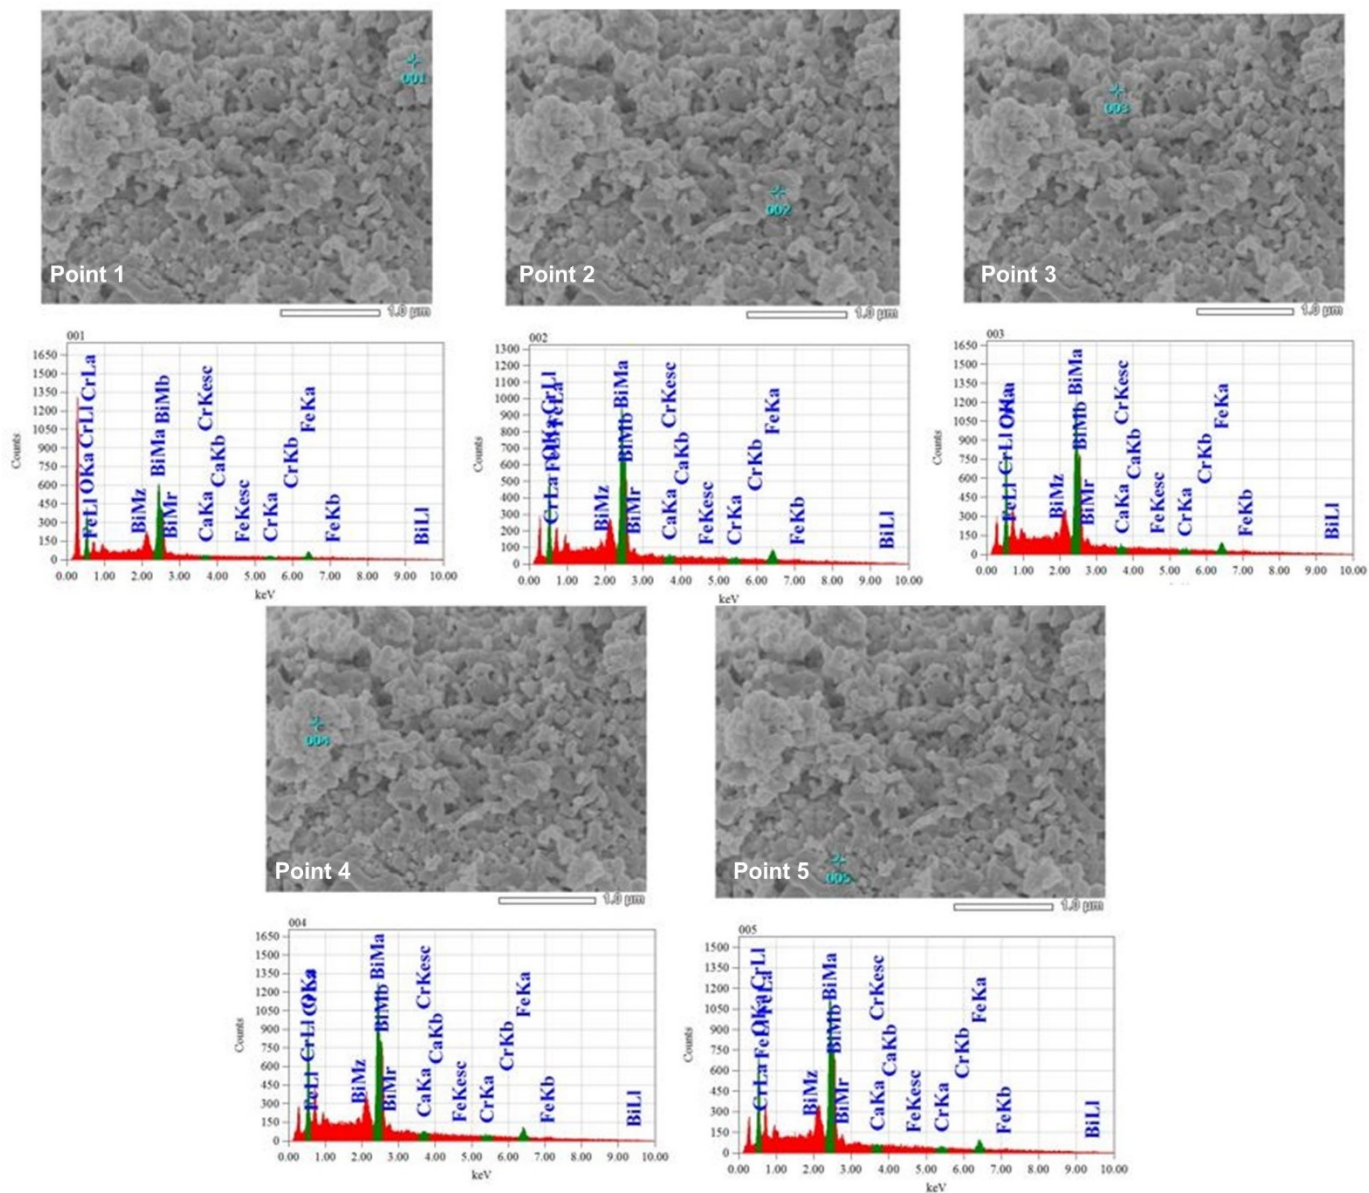 001
Point 1
1.0 μm
002
Point 2
1.0 μm
003
Point 3
1.0 μm
001
Counts
1650
1500
1350
1200
1050
900
750
600
450
300
150
0
FeLl OKa CrLl CrLa
BiMz
BiMa BiMb
BiMr
CrKesc
CaKa
CaKb
FeKesc
CrKa
CrKb
FeKa
FeKb
BiLl
0.00 1.00 2.00 3.00 4.00 5.00 6.00 7.00 8.00 9.00 10.00
keV
002
Counts
1300
1200
1100
1000
900
800
700
600
500
400
300
200
100
0
CrLa
OKa CrLl
BiMz
BiMb BiMa
BiMr
CrKesc
CaKa
CaKb
FeKesc
CrKa
CrKb
FeKa
FeKb
BiLl
0.00 1.00 2.00 3.00 4.00 5.00 6.00 7.00 8.00 9.00 10.00
keV
003
Counts
1650
1500
1350
1200
1050
900
750
600
450
300
150
0
FeLl
CrLl
BiMz
BiMb BiMa
BiMr
CrKesc
CaKa
CaKb
FeKesc
CrKa
CrKb
FeKa
FeKb
BiLl
0.00 1.00 2.00 3.00 4.00 5.00 6.00 7.00 8.00 9.00 10.00
004
Point 4
1.0 μm
005
Point 5
1.0 μm
004
Counts
1650
1500
1350
1200
1050
900
750
600
450
300
150
0
FeLl
CrLl
BiMz
BiMb BiMa
BiMr
CrKesc
CaKa
CaKb
FeKesc
CrKa
CrKb
FeKa
FeKb
BiLl
0.00 1.00 2.00 3.00 4.00 5.00 6.00 7.00 8.00 9.00 10.00
keV
005
Counts
1500
1350
1200
1050
900
750
600
450
300
150
0
CrLa
OKa CrLl
BiMz
BiMb BiMa
BiMr
CrKesc
CaKa
CaKb
FeKesc
CrKa
CrKb
FeKa
FeKb
BiLl
0.00 1.00 2.00 3.00 4.00 5.00 6.00 7.00 8.00 9.00 10.00
keV